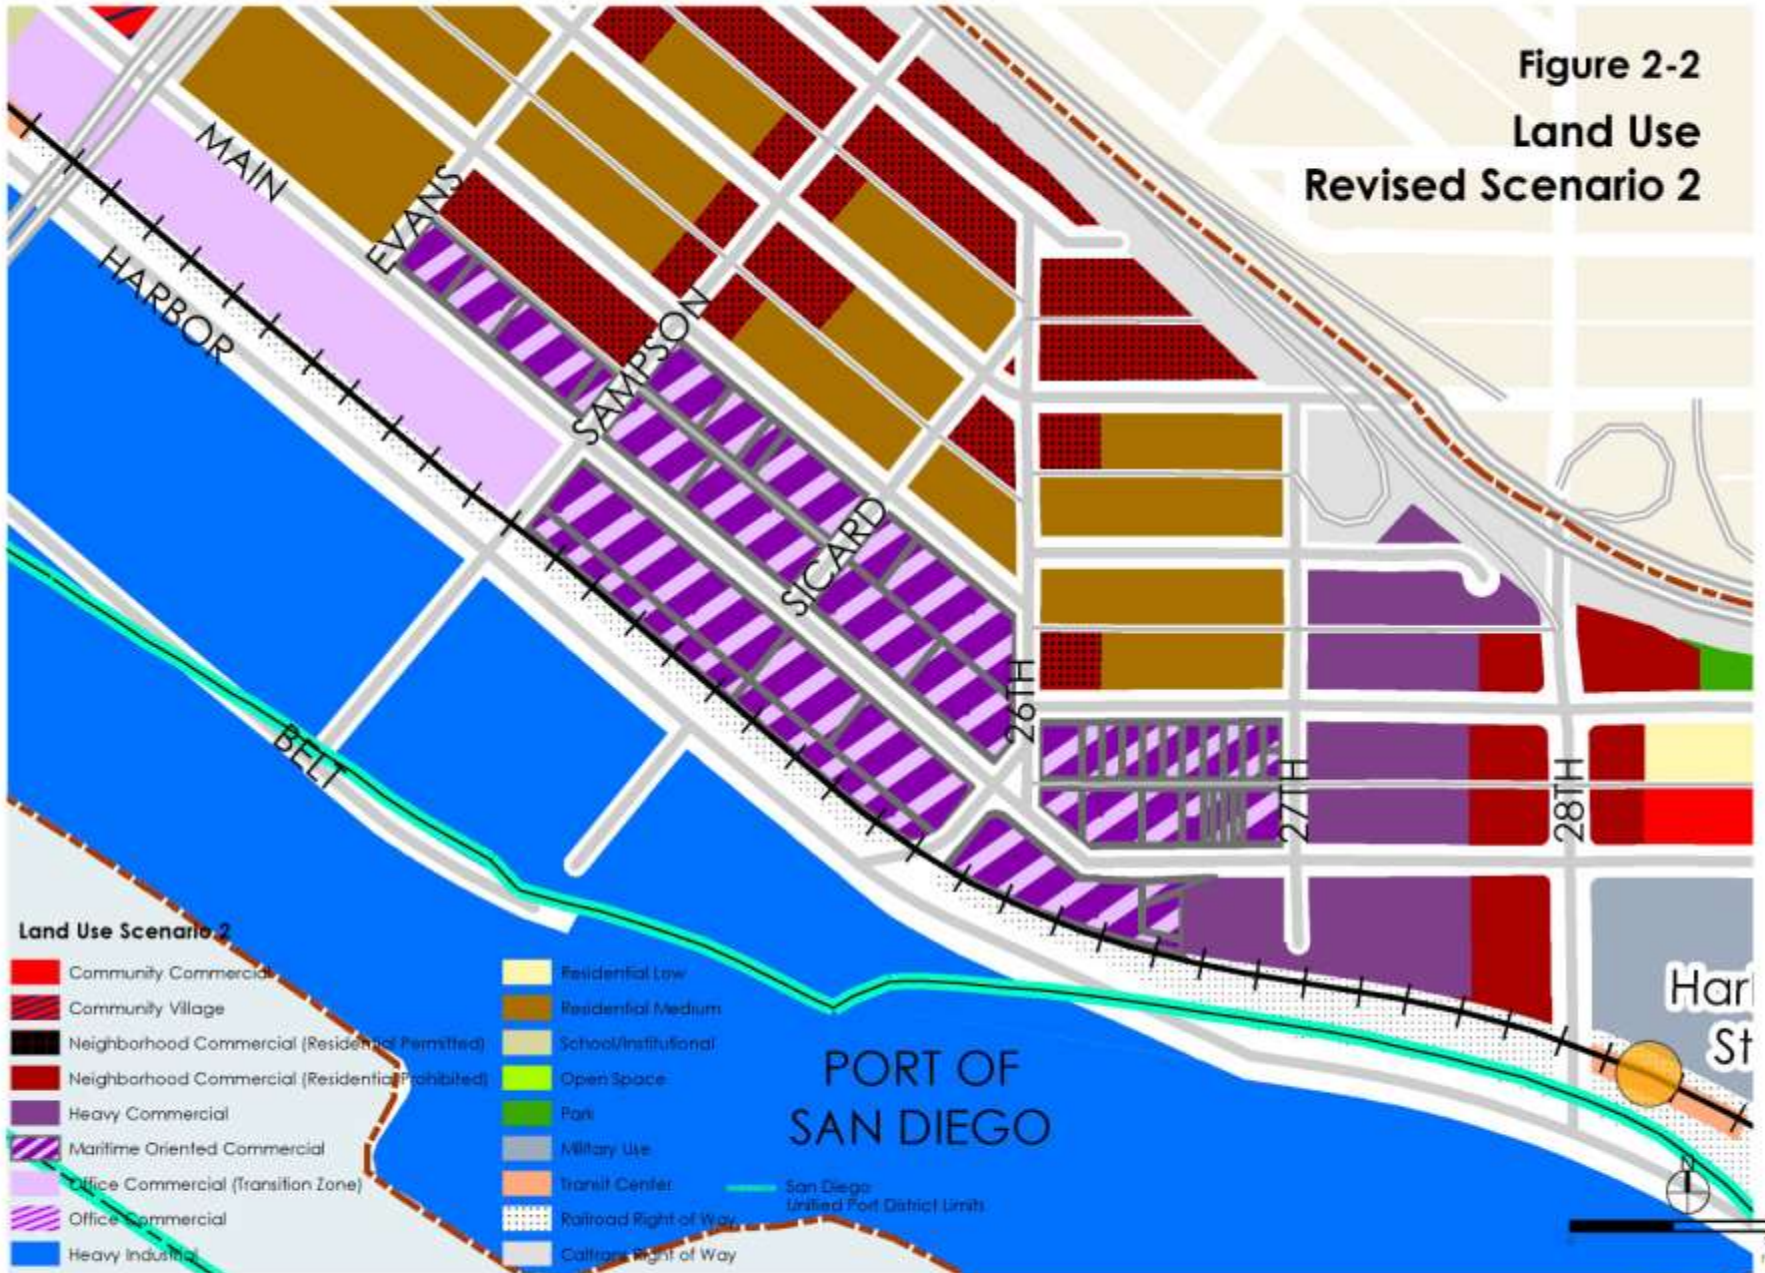 Figure 2-2
Land Use
Revised Scenario 2
MAIN
EVANS
HARBOR
SAMPSON
SICARD
26TH
27TH
28TH
BELT
Har
St
PORT OF
SAN DIEGO
N
Land Use Scenario 2
Community Commercial
Community Village
Neighborhood Commercial (Residential Permitted)
Neighborhood Commercial (Residential Prohibited)
Heavy Commercial
Maritime Oriented Commercial
Office Commercial (Transition Zone)
Office Commercial
Heavy Industrial
Residential Low
Residential Medium
School/Institutional
Open Space
Park
Military Use
Transit Center
Railroad Right of Way
Caltrans Right of Way
San Diego
Unified Port District Limits